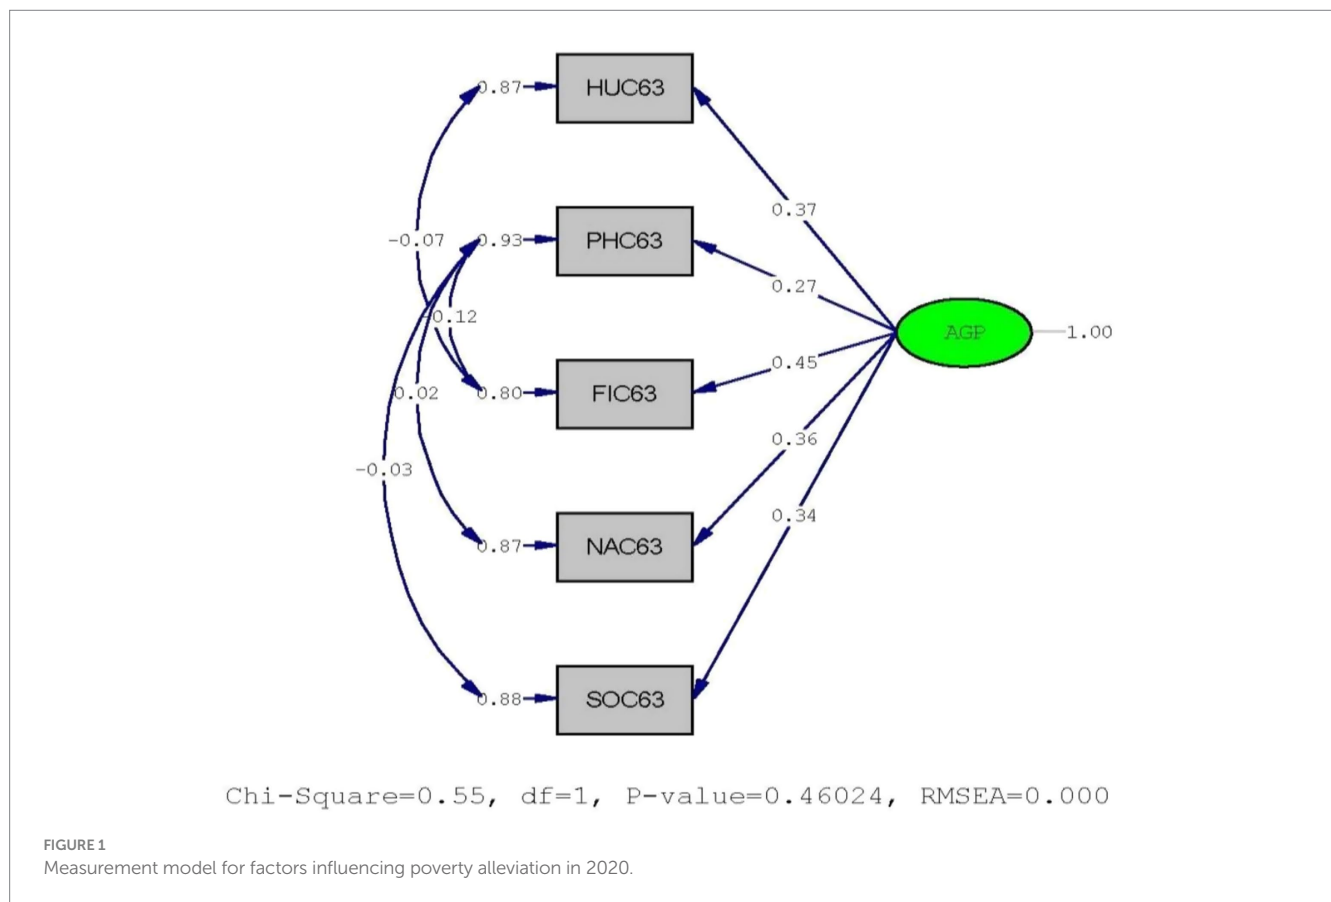 0.87 HUC63
0.37
-0.07 0.93 PHC63
0.27
-0.12
AGP 1.00
0.45
0.02 0.80 FIC63
0.36
-0.03
0.34
0.87 NAC63
0.88 SOC63
Chi-Square=0.55, df=1, P-value=0.46024, RMSEA=0.000
FIGURE 1
Measurement model for factors influencing poverty alleviation in 2020.